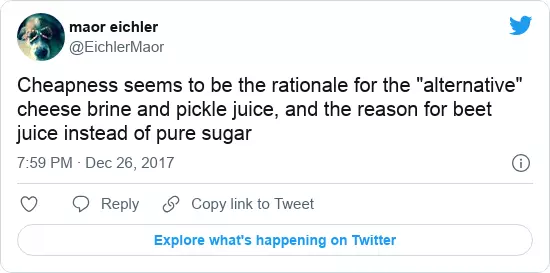 maor eichler
@EichlerMaor
Cheapness seems to be the rationale for the "alternative"
cheese brine and pickle juice, and the reason for beet
juice instead of pure sugar
7:59 PM · Dec 26, 2017
Reply
Copy link to Tweet
Explore what's happening on Twitter